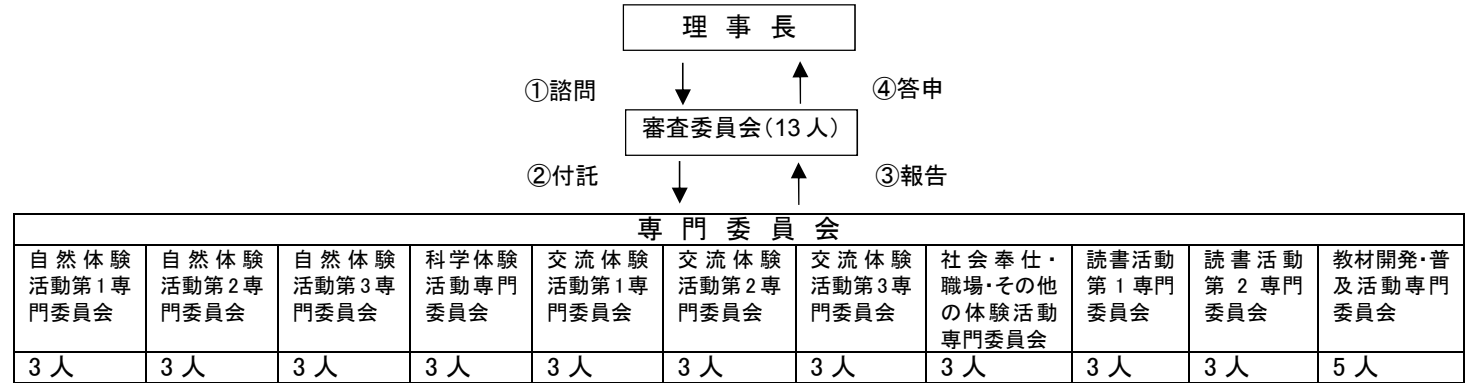 理事長
①諮問
④答申
審査委員会(13人)
②付託
③報告
専門委員会
自然体験
活動第1専
門委員会
自然体験
活動第2専
門委員会
自然体験
活動第3専
門委員会
科学体験
活動専門
委員会
交流体験
活動第1専
門委員会
交流体験
活動第2専
門委員会
交流体験
活動第3専
門委員会
社会奉仕・
職場・その他
の体験活動
専門委員会
読書活動
第1専門
委員会
読書活動
第2専門
委員会
教材開発・普
及活動専門
委員会
3人
3人
3人
3人
3人
3人
3人
3人
3人
3人
5人